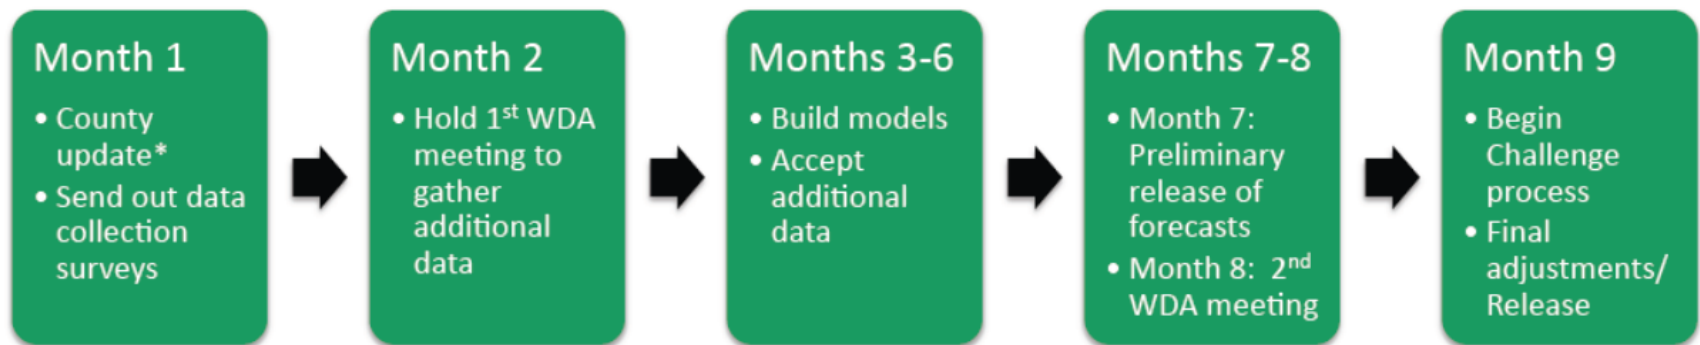 Month 1
• County
update*
• Send out data
collection
surveys
Month 2
• Hold 1st WDA
meeting to
gather
additional
data
Months 3-6
• Build models
• Accept
additional
data
Months 7-8
• Month 7:
Preliminary
release of
forecasts
• Month 8:  2nd
WDA meeting
Month 9
• Begin
Challenge
process
• Final
adjustments/
Release